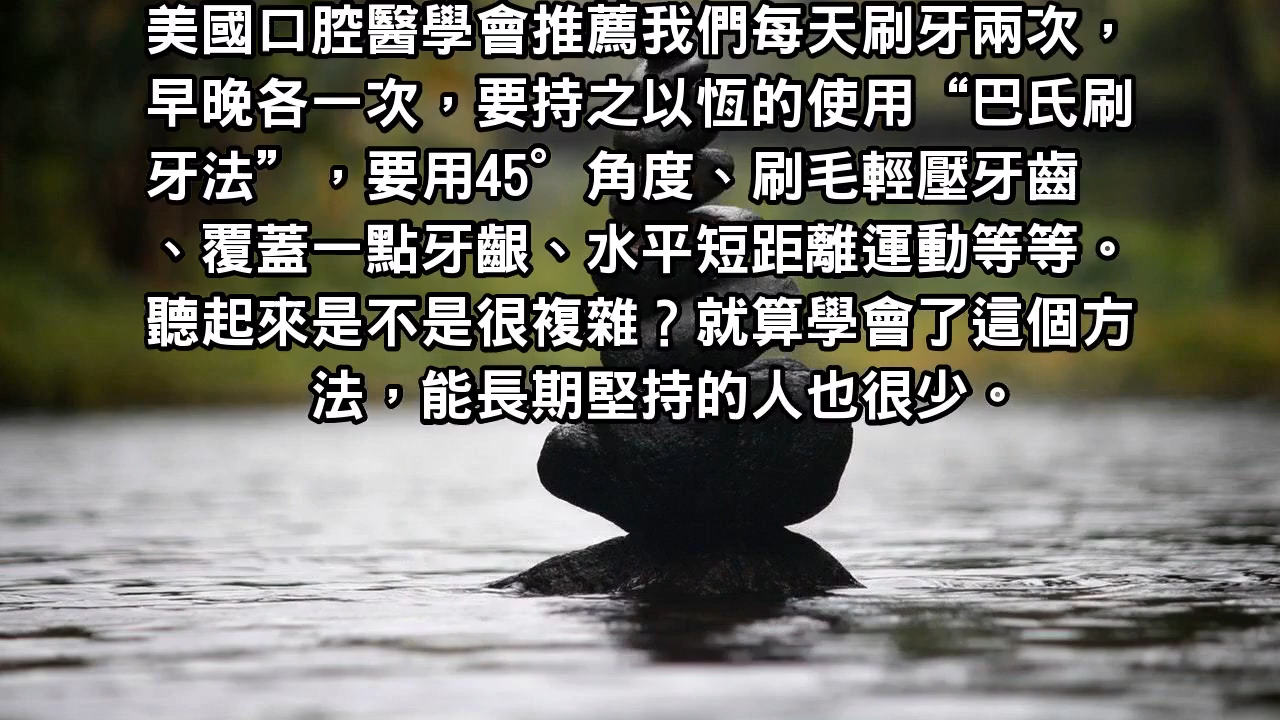 美國口腔醫學會推薦我們每天刷牙兩次，
早晚各一次，要持之以恆的使用“巴氏刷
牙法”，要用45°角度、刷毛輕壓牙齒
、覆蓋一點牙齦、水平短距離運動等等。
聽起來是不是很複雜？就算學會了這個方
法，能長期堅持的人也很少。